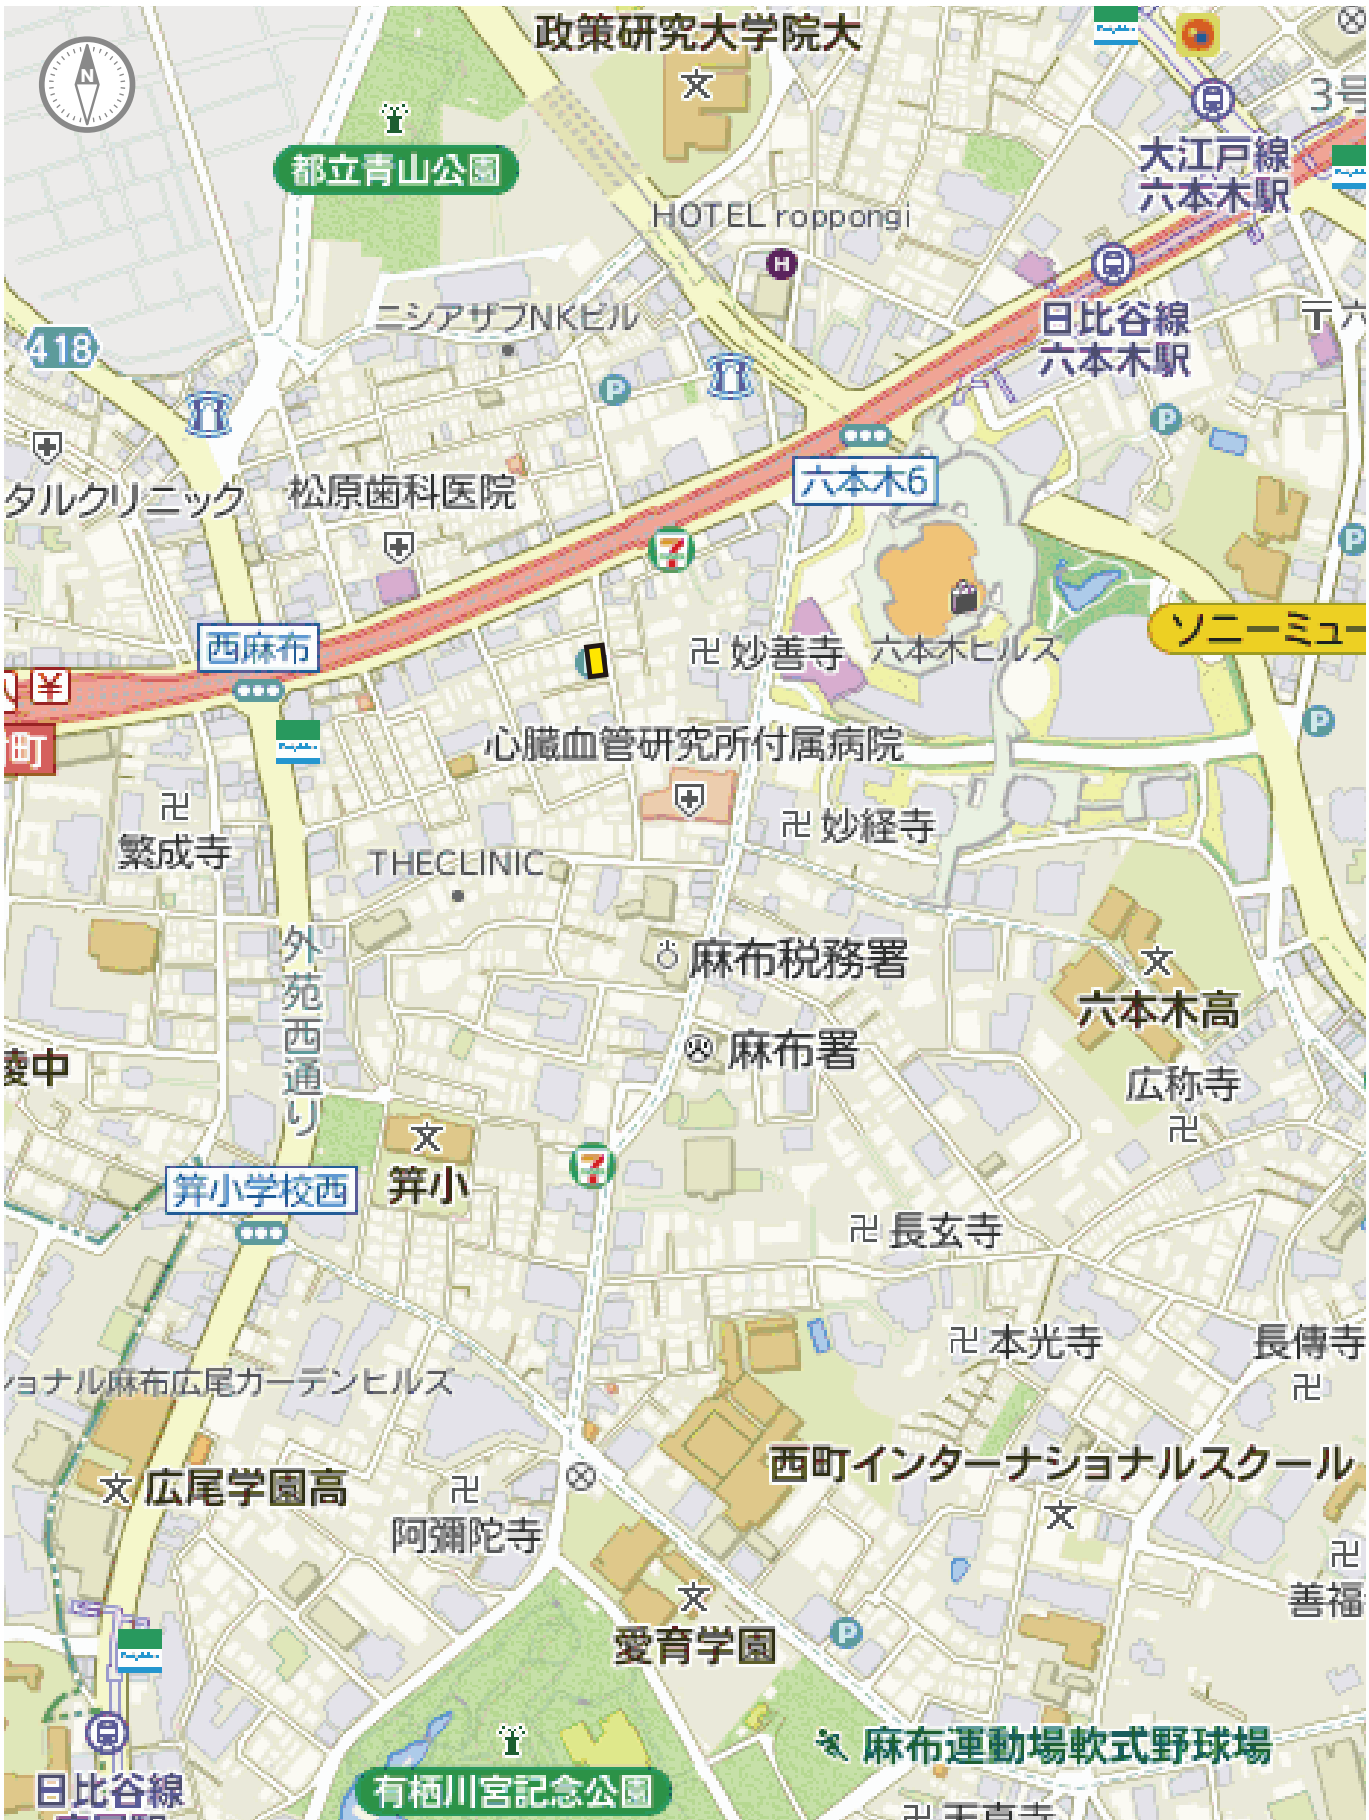 政策研究大学院大
N
3号
都立青山公園
大江戸線
六本木駅
HOTEL roppongi
H
日比谷線
六本木駅
ニシアザブNKビル
418
P
P
六本木6
タルクリニック
松原歯科医院
7
P
ソニーミュー
西麻布
妙善寺
六本木ヒルズ
¥
P
町
心臓血管研究所付属病院
妙経寺
繁成寺
THECLINIC
外苑西通り
麻布税務署
六本木高
麻布署
陵中
広称寺
7
笄小学校西
笄小
長玄寺
本光寺
長傳寺
ショナル麻布広尾ガーデンヒルズ
西町インターナショナルスクール
広尾学園高
阿彌陀寺
善福
愛育学園
P
麻布運動場軟式野球場
日比谷線
有栖川宮記念公園